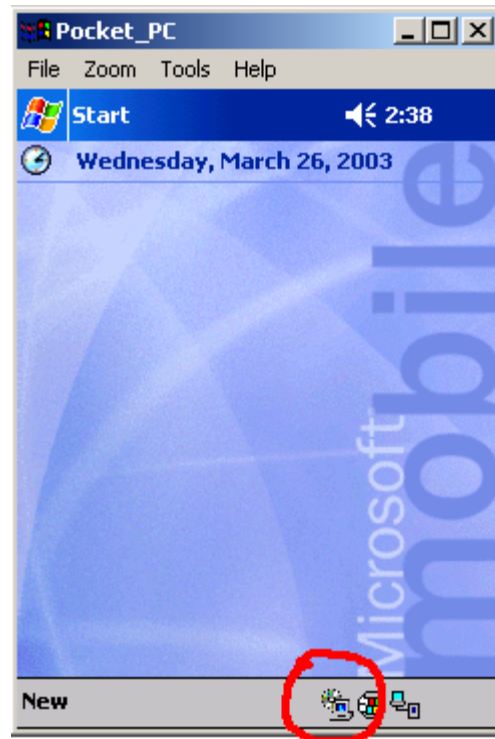 Pocket_PC
File Zoom Tools Help
Start 2:38
Wednesday, March 26, 2003
Microsoft
mobile
New